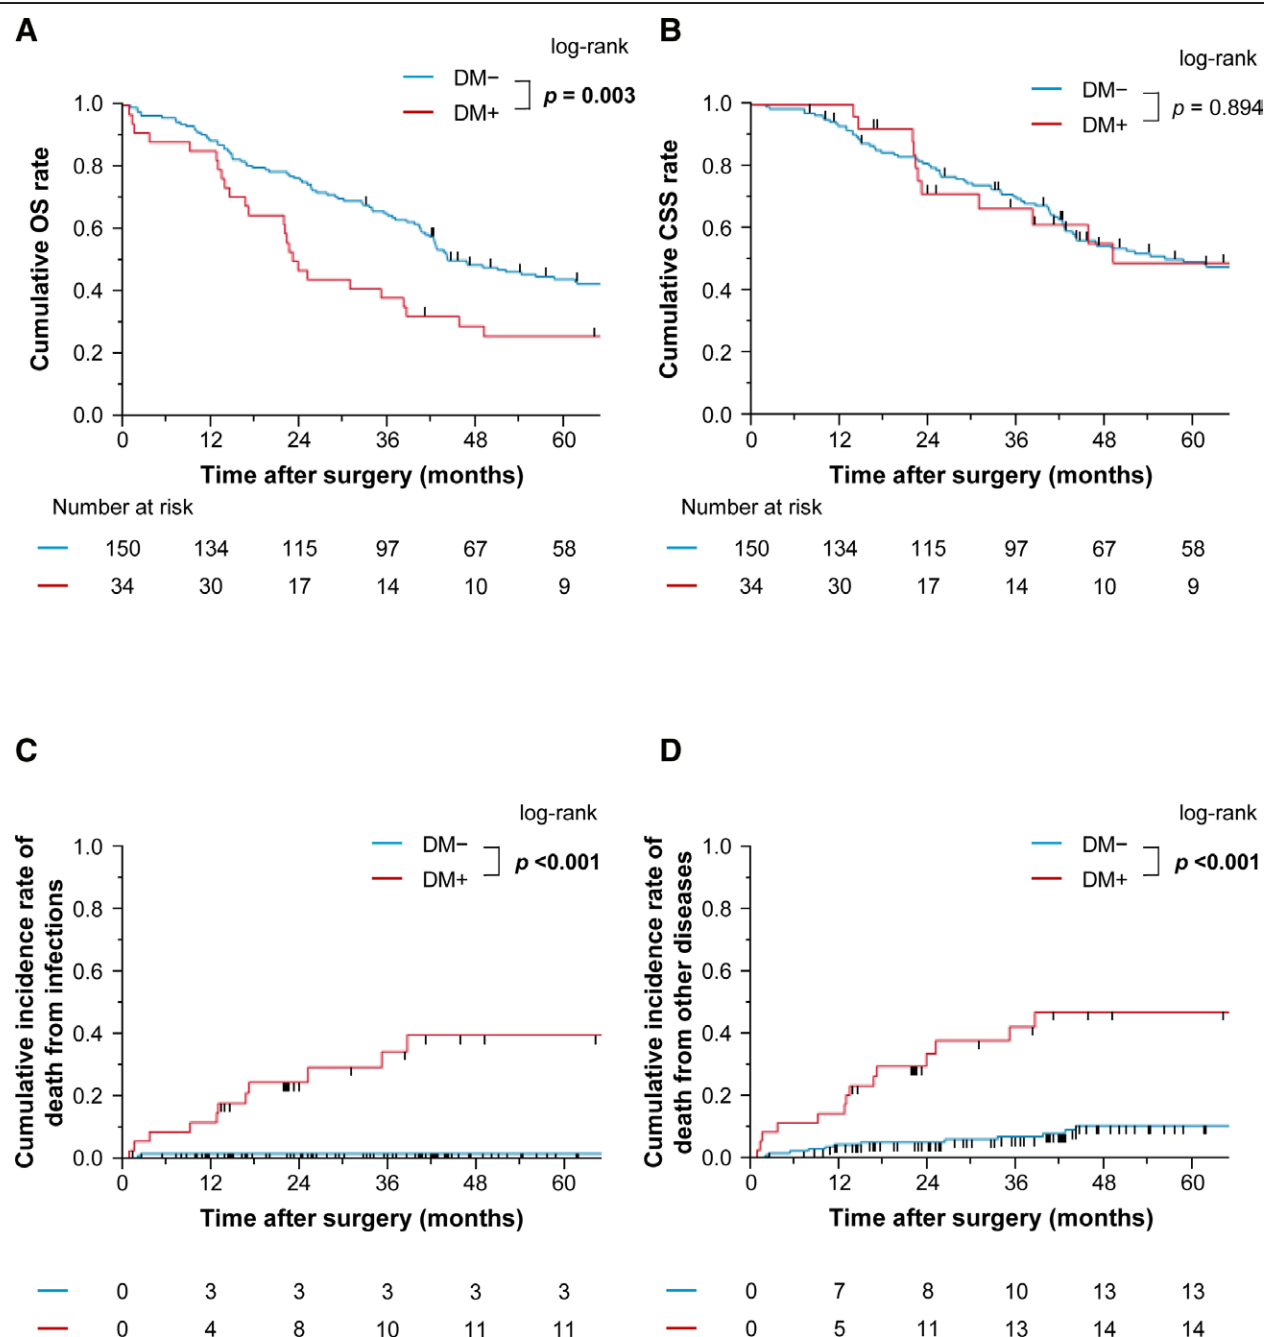 A
log-rank
DM−
DM+
p = 0.003
Cumulative OS rate
1.0
0.8
0.6
0.4
0.2
0.0
0 12 24 36 48 60
Time after surgery (months)
Number at risk
150 134 115 97 67 58
34 30 17 14 10 9
B
log-rank
DM−
DM+
p = 0.894
Cumulative CSS rate
1.0
0.8
0.6
0.4
0.2
0.0
0 12 24 36 48 60
Time after surgery (months)
Number at risk
150 134 115 97 67 58
34 30 17 14 10 9
C
log-rank
DM−
DM+
p <0.001
Cumulative incidence rate of
death from infections
1.0
0.8
0.6
0.4
0.2
0.0
0 12 24 36 48 60
Time after surgery (months)
0 3 3 3 3 3
0 4 8 10 11 11
D
log-rank
DM−
DM+
p <0.001
Cumulative incidence rate of
death from other diseases
1.0
0.8
0.6
0.4
0.2
0.0
0 12 24 36 48 60
Time after surgery (months)
0 7 8 10 13 13
0 5 11 13 14 14